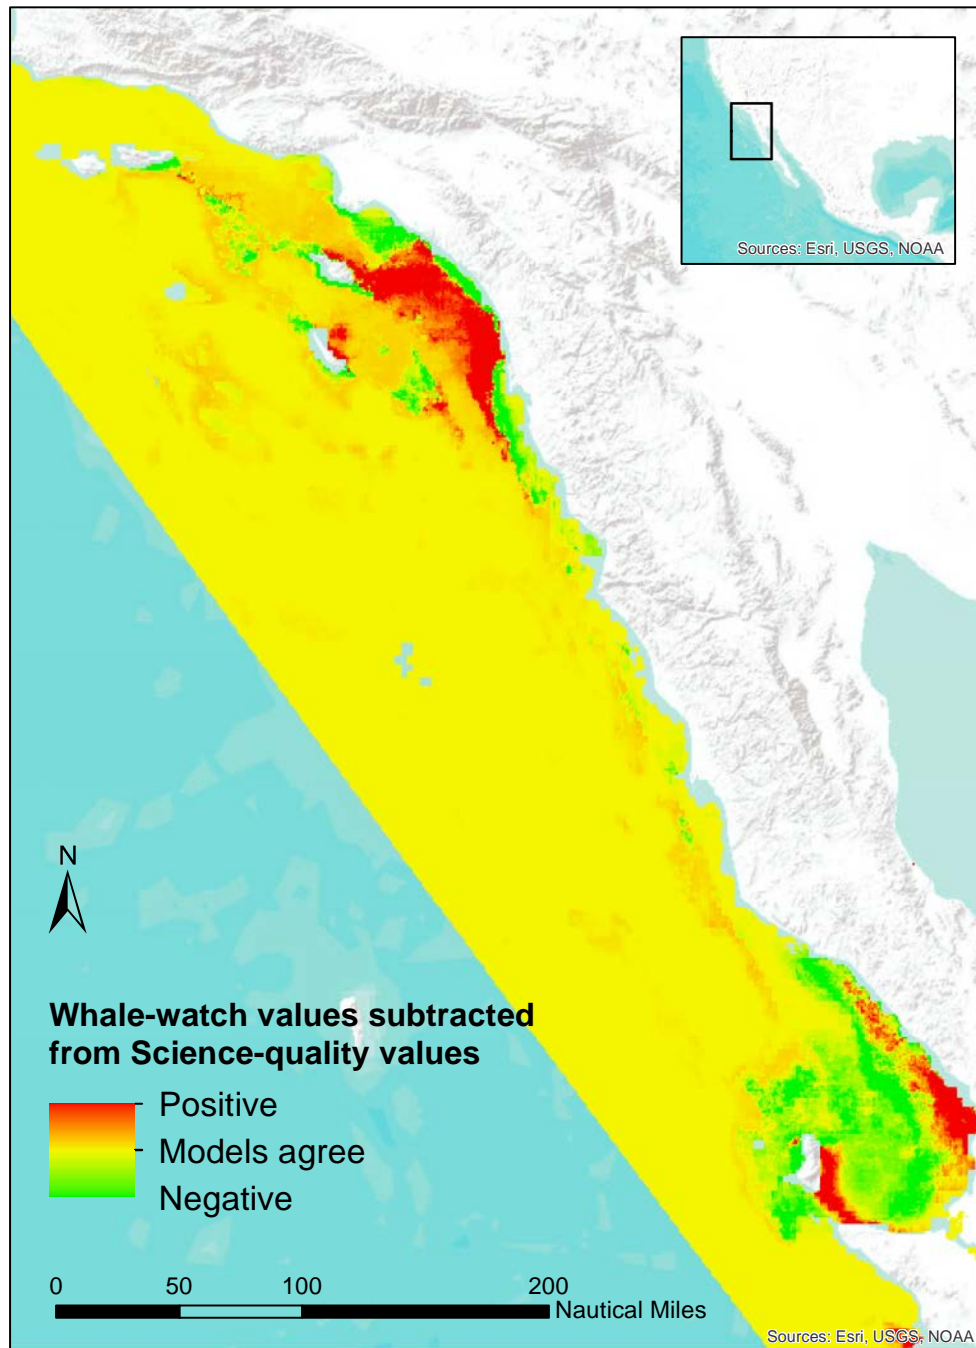 Sources: Esri, USGS, NOAA
N
Whale-watch values subtracted
from Science-quality values
Positive
Models agree
Negative
0 50 100 200
Nautical Miles
Sources: Esri, USGS, NOAA